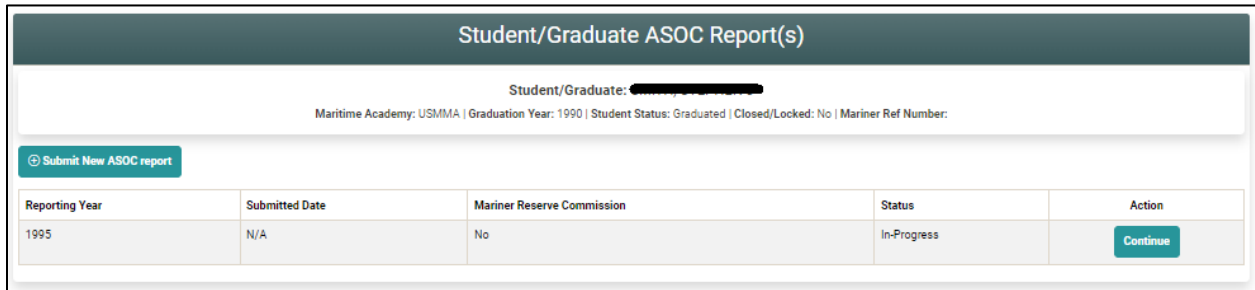 Student/Graduate ASOC Report(s)
Student/Graduate:
Maritime Academy: USMMA | Graduation Year: 1990 | Student Status: Graduated | Closed/Locked: No | Mariner Ref Number:
Submit New ASOC report
Reporting Year Submitted Date Mariner Reserve Commission Status Action
1995 N/A No In-Progress Continue